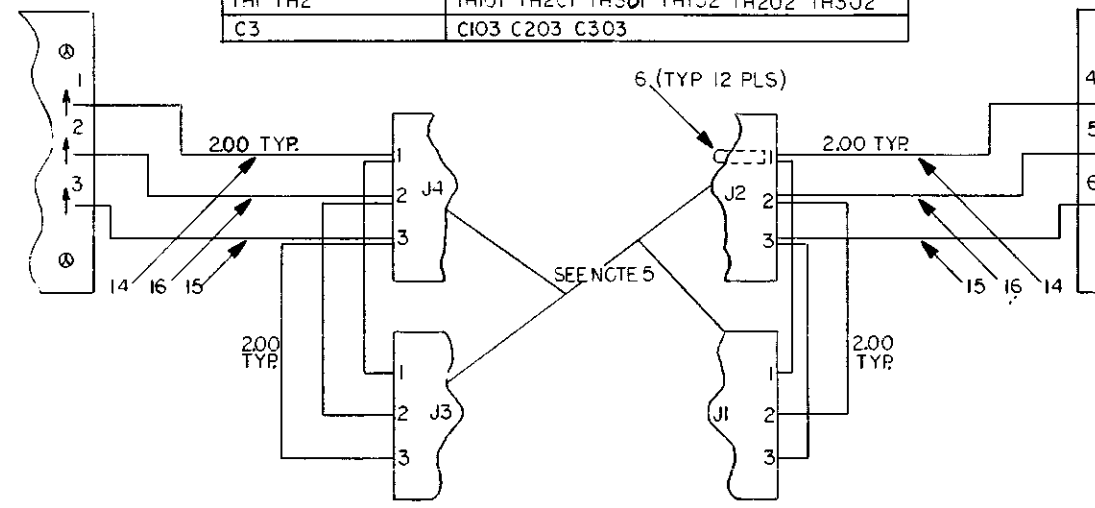 TH1 TH2 TH101 TH201 TH301 TH102 TH202 TH302
C3 C103 C203 C303
6 (TYP 12 PLS)
1
2
3
2.00 TYP.
1
2
3
J4
14 16 15
2.00
TYP.
1
2
3
J3
SEE NOTE 5
1
2
3
J2
2.00 TYP.
4
5
6
15 16 14
2.00
TYP.
1
2
3
J1